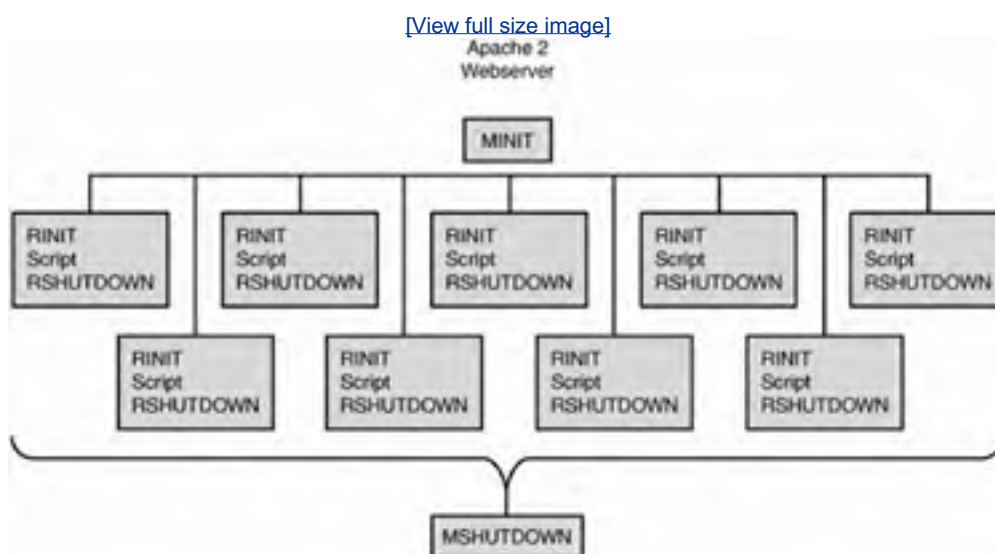 [View full size image]
Apache 2
Webserver
MINIT
RINIT
Script
RSHUTDOWN
RINIT
Script
RSHUTDOWN
RINIT
Script
RSHUTDOWN
RINIT
Script
RSHUTDOWN
RINIT
Script
RSHUTDOWN
RINIT
Script
RSHUTDOWN
RINIT
Script
RSHUTDOWN
RINIT
Script
RSHUTDOWN
RINIT
Script
RSHUTDOWN
MSHUTDOWN